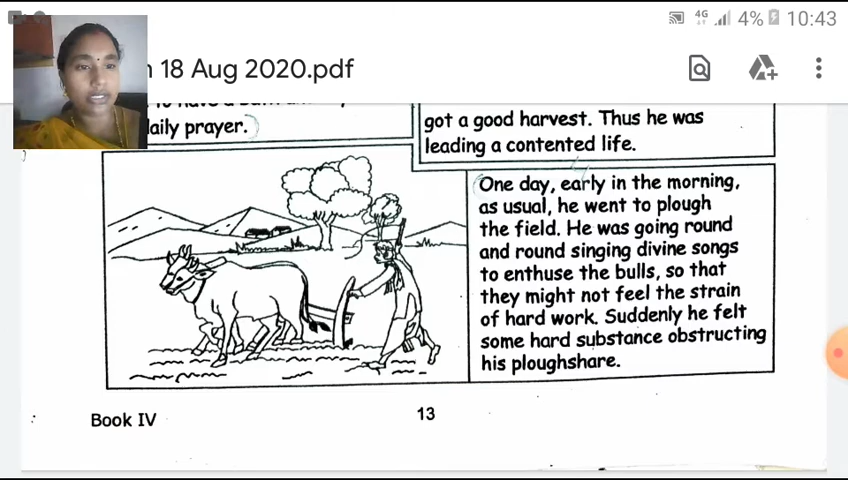 4G
4%
10:43
18 Aug 2020.pdf
daily prayer.
got a good harvest. Thus he was
leading a contented life.
One day, early in the morning,
as usual, he went to plough
the field. He was going round
and round singing divine songs
to enthuse the bulls, so that
they might not feel the strain
of hard work. Suddenly he felt
some hard substance obstructing
his ploughshare.
Book IV
13